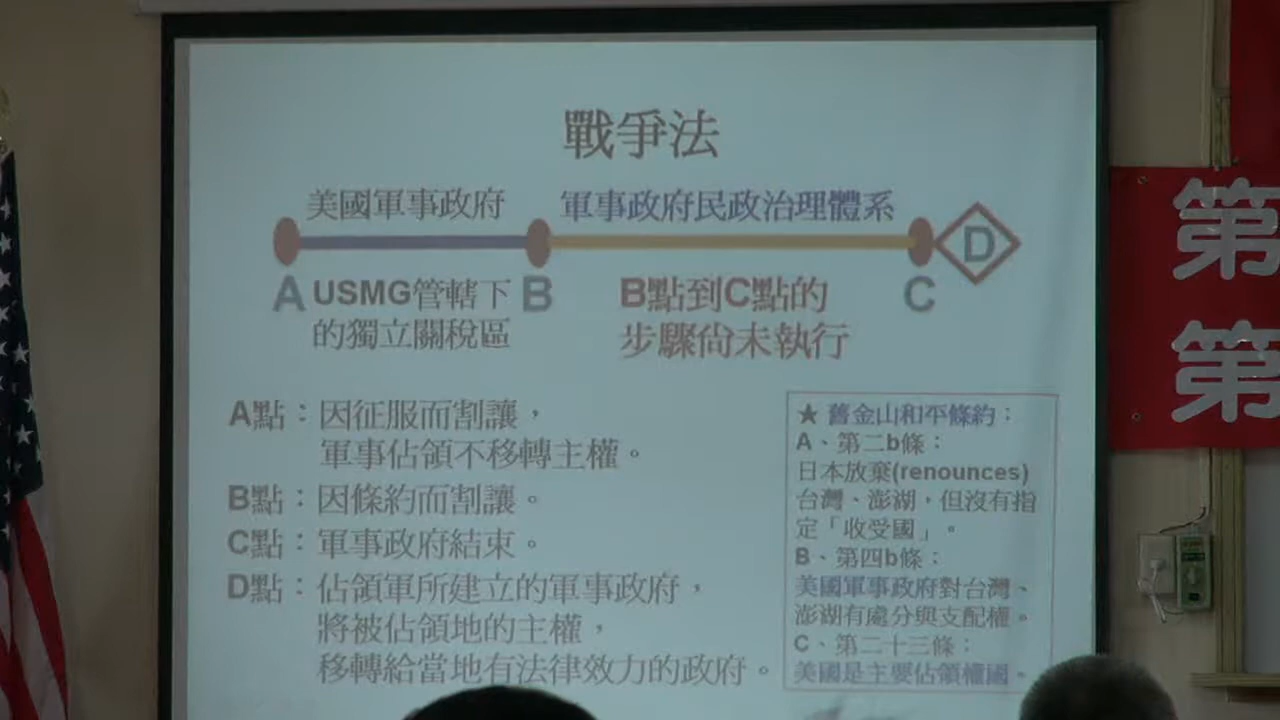 戰爭法
美國軍事政府
軍事政府民政治理體系
D
A
USMG管轄下
的獨立關稅區
B
B點到C點的
步驟尚未執行
C
A點：因征服而割讓，
軍事佔領不移轉主權。
B點：因條約而割讓。
C點：軍事政府結束。
D點：佔領軍所建立的軍事政府，
將被佔領地的主權，
移轉給當地有法律效力的政府。
★ 舊金山和平條約：
A、第二b條：
日本放棄(renounces)
台灣、澎湖，但沒有指
定「收受國」。
B、第四b條：
美國軍事政府對台灣、
澎湖有處分與支配權。
C、第二十三條：
美國是主要佔領權國。
第
第